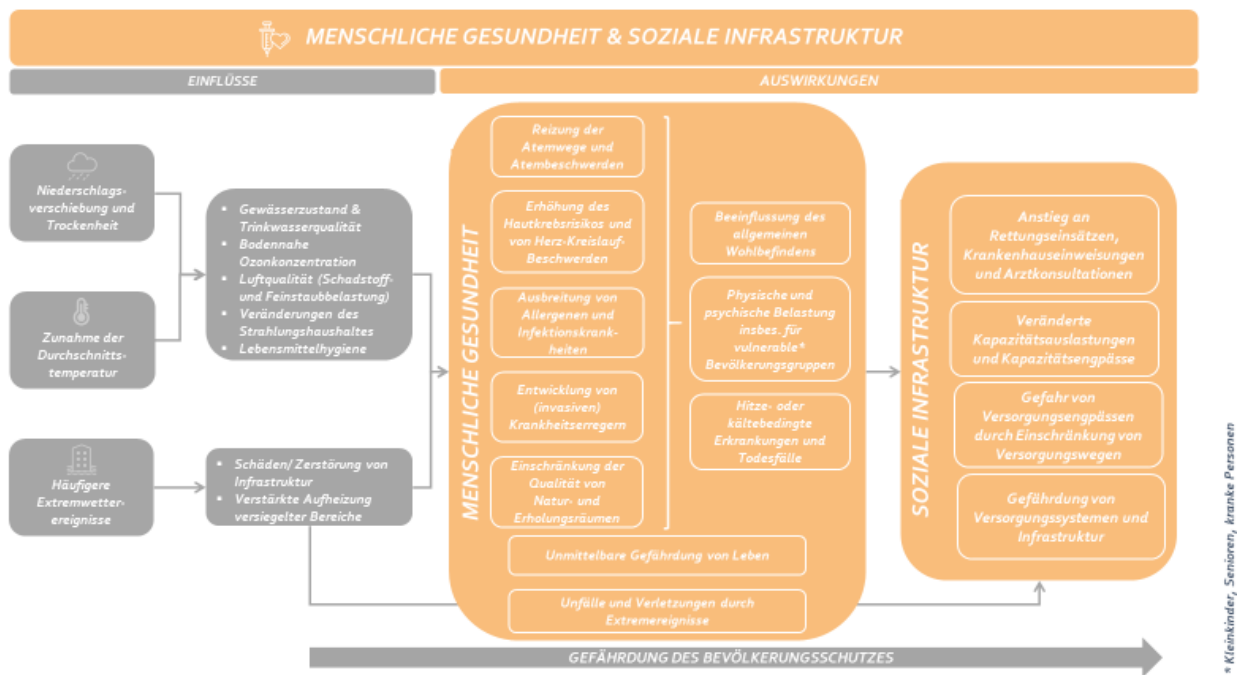 MENSCHLICHE GESUNDHEIT & SOZIALE INFRASTRUKTUR
EINFLÜSSE
AUSWIRKUNGEN
Niederschlags-
verschiebung und
Trockenheit
Zunahme der
Durchschnitts-
temperatur
Häufigere
Extremwetter-
ereignisse
▪ Gewässerzustand &
Trinkwasserqualität
▪ Bodennahe
Ozonkonzentration
▪ Luftqualität (Schadstoff-
und Feinstaubbelastung)
▪ Veränderungen des
Strahlungshaushaltes
▪ Lebensmittelhygiene
▪ Schäden/ Zerstörung von
Infrastruktur
▪ Verstärkte Aufheizung
versiegelter Bereiche
MENSCHLICHE GESUNDHEIT
Reizung der
Atemwege und
Atembeschwerden
Erhöhung des
Hautkrebsrisikos und
von Herz-Kreislauf-
Beschwerden
Ausbreitung von
Allergenen und
Infektionskrank-
heiten
Entwicklung von
(invasiven)
Krankheitserregern
Einschränkung der
Qualität von
Natur- und
Erholungsräumen
Beeinflussung des
allgemeinen
Wohlbefindens
Physische und
psychische Belastung
insbes. für
vulnerable*
Bevölkerungsgruppen
Hitze- oder
kältebedingte
Erkrankungen und
Todesfälle
Unmittelbare Gefährdung von Leben
Unfälle und Verletzungen durch
Extremereignisse
SOZIALE INFRASTRUKTUR
Anstieg an
Rettungseinsätzen,
Krankenhauseinweisungen
und Arztkonsultationen
Veränderte
Kapazitätsauslastungen
und Kapazitätsengpässe
Gefahr von
Versorgungsengpässen
durch Einschränkung von
Versorgungswegen
Gefährdung von
Versorgungssystemen und
Infrastruktur
GEFÄHRDUNG DES BEVÖLKERUNGSSCHUTZES
* Kleinkinder, Senioren, kranke Personen